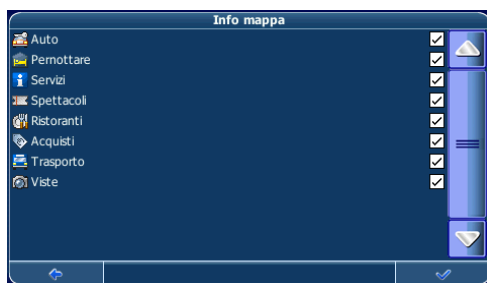 Info mappa
Auto
Pernottare
Servizi
Spettacoli
Ristoranti
Acquisti
Trasporto
Viste